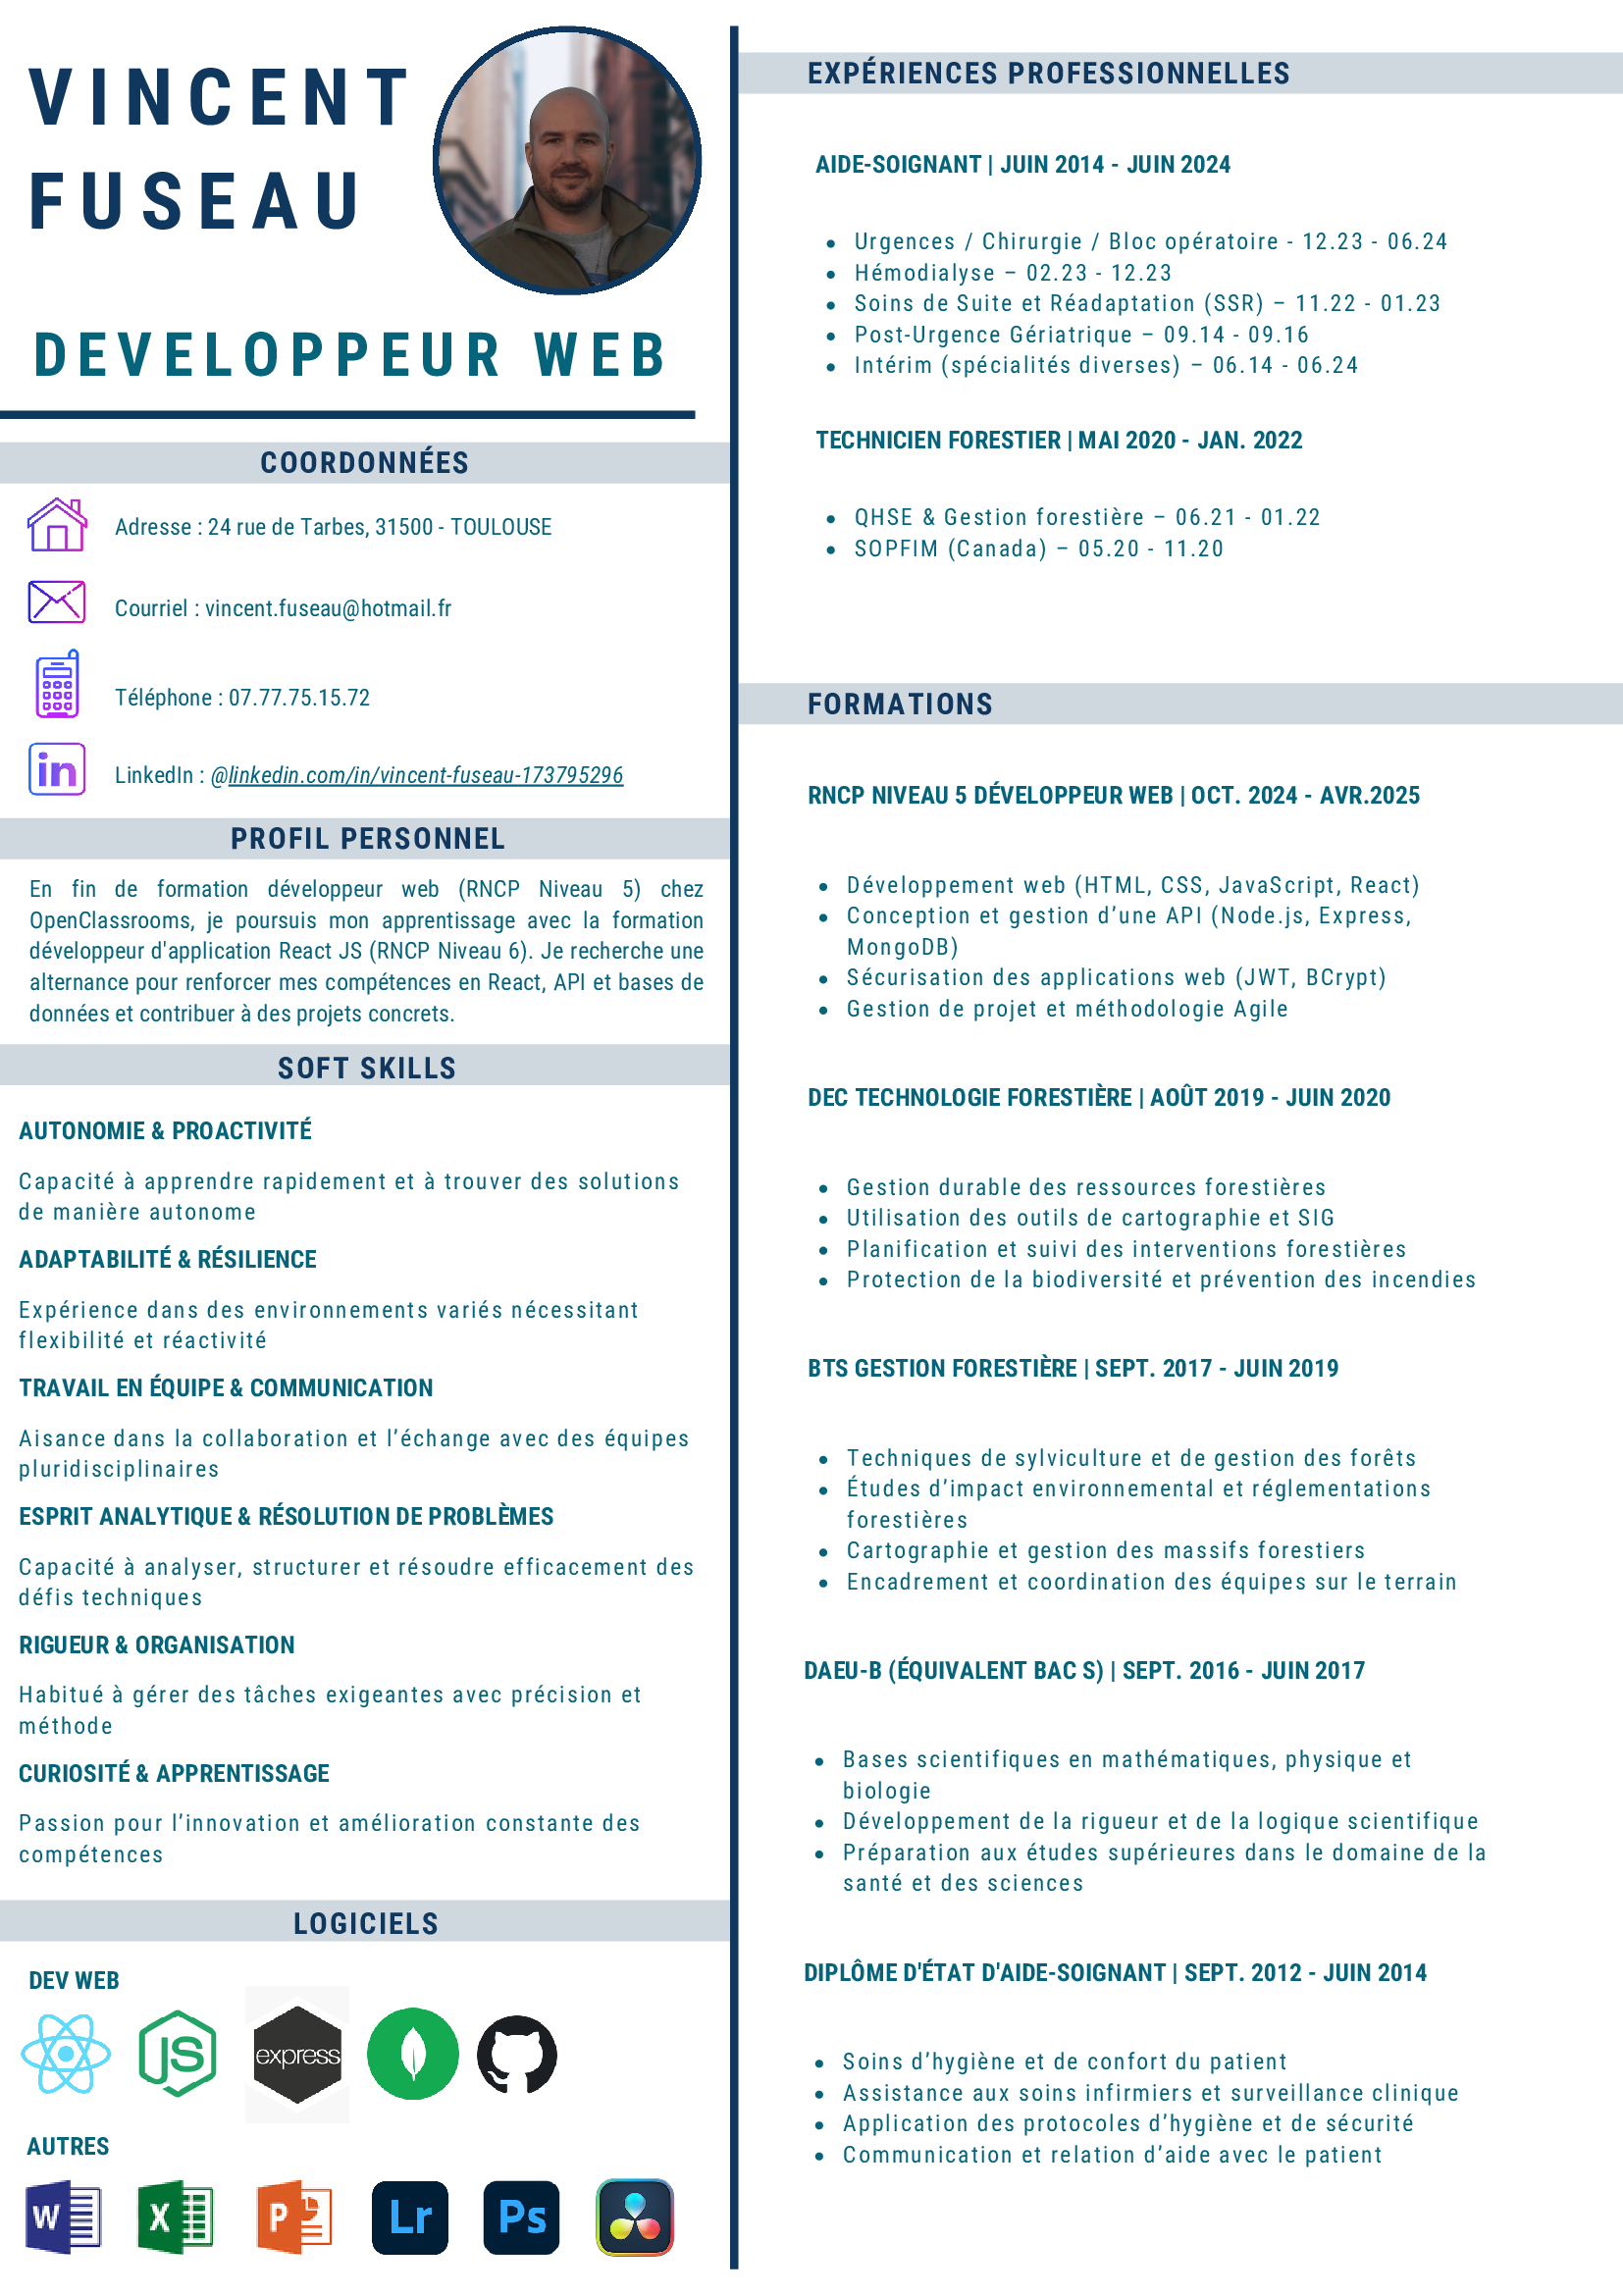 VINCENT
FUSEAU
DEVELOPPEUR WEB
COORDONNÉES
Adresse : 24 rue de Tarbes, 31500 - TOULOUSE
Courriel : vincent.fuseau@hotmail.fr
Téléphone : 07.77.75.15.72
in
LinkedIn : @linkedin.com/in/vincent-fuseau-173795296
PROFIL PERSONNEL
En fin de formation développeur web (RNCP Niveau 5) chez
OpenClassrooms, je poursuis mon apprentissage avec la formation
développeur d'application React JS (RNCP Niveau 6). Je recherche une
alternance pour renforcer mes compétences en React, API et bases de
données et contribuer à des projets concrets.
SOFT SKILLS
AUTONOMIE & PROACTIVITÉ
Capacité à apprendre rapidement et à trouver des solutions
de manière autonome
ADAPTABILITÉ & RÉSILIENCE
Expérience dans des environnements variés nécessitant
flexibilité et réactivité
TRAVAIL EN ÉQUIPE & COMMUNICATION
Aisance dans la collaboration et l’échange avec des équipes
pluridisciplinaires
ESPRIT ANALYTIQUE & RÉSOLUTION DE PROBLÈMES
Capacité à analyser, structurer et résoudre efficacement des
défis techniques
RIGUEUR & ORGANISATION
Habitué à gérer des tâches exigeantes avec précision et
méthode
CURIOSITÉ & APPRENTISSAGE
Passion pour l’innovation et amélioration constante des
compétences
LOGICIELS
DEV WEB
JS
express
AUTRES
W
X
P
Lr
Ps
EXPÉRIENCES PROFESSIONNELLES
AIDE-SOIGNANT | JUIN 2014 - JUIN 2024
• Urgences / Chirurgie / Bloc opératoire - 12.23 - 06.24
• Hémodialyse – 02.23 - 12.23
• Soins de Suite et Réadaptation (SSR) – 11.22 - 01.23
• Post-Urgence Gériatrique – 09.14 - 09.16
• Intérim (spécialités diverses) – 06.14 - 06.24
TECHNICIEN FORESTIER | MAI 2020 - JAN. 2022
• QHSE & Gestion forestière – 06.21 - 01.22
• SOPFIM (Canada) – 05.20 - 11.20
FORMATIONS
RNCP NIVEAU 5 DÉVELOPPEUR WEB | OCT. 2024 - AVR.2025
• Développement web (HTML, CSS, JavaScript, React)
• Conception et gestion d’une API (Node.js, Express,
MongoDB)
• Sécurisation des applications web (JWT, BCrypt)
• Gestion de projet et méthodologie Agile
DEC TECHNOLOGIE FORESTIÈRE | AOÛT 2019 - JUIN 2020
• Gestion durable des ressources forestières
• Utilisation des outils de cartographie et SIG
• Planification et suivi des interventions forestières
• Protection de la biodiversité et prévention des incendies
BTS GESTION FORESTIÈRE | SEPT. 2017 - JUIN 2019
• Techniques de sylviculture et de gestion des forêts
• Études d’impact environnemental et réglementations
forestières
• Cartographie et gestion des massifs forestiers
• Encadrement et coordination des équipes sur le terrain
DAEU-B (ÉQUIVALENT BAC S) | SEPT. 2016 - JUIN 2017
• Bases scientifiques en mathématiques, physique et
biologie
• Développement de la rigueur et de la logique scientifique
• Préparation aux études supérieures dans le domaine de la
santé et des sciences
DIPLÔME D'ÉTAT D'AIDE-SOIGNANT | SEPT. 2012 - JUIN 2014
• Soins d’hygiène et de confort du patient
• Assistance aux soins infirmiers et surveillance clinique
• Application des protocoles d’hygiène et de sécurité
• Communication et relation d’aide avec le patient